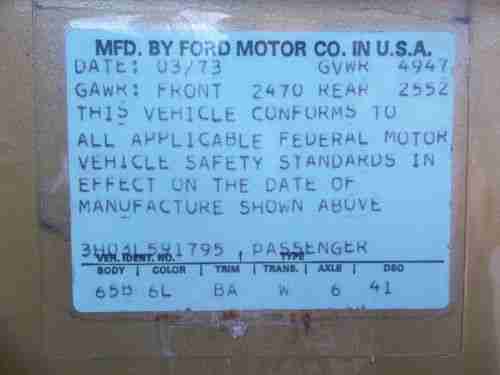 MFD. BY FORD MOTOR CO. IN U.S.A.
DATE: 03/73 GVWR 4947
GAWR: FRONT 2470 REAR 2552
THIS VEHICLE CONFORMS TO
ALL APPLICABLE FEDERAL MOTOR
VEHICLE SAFETY STANDARDS IN
EFFECT ON THE DATE OF
MANUFACTURE SHOWN ABOVE
PASSENGER
VEH. IDENT. NO. TYPE
BODY | COLOR | TRIM | TRANS. | AXLE | DSO
6L BA W 6 41